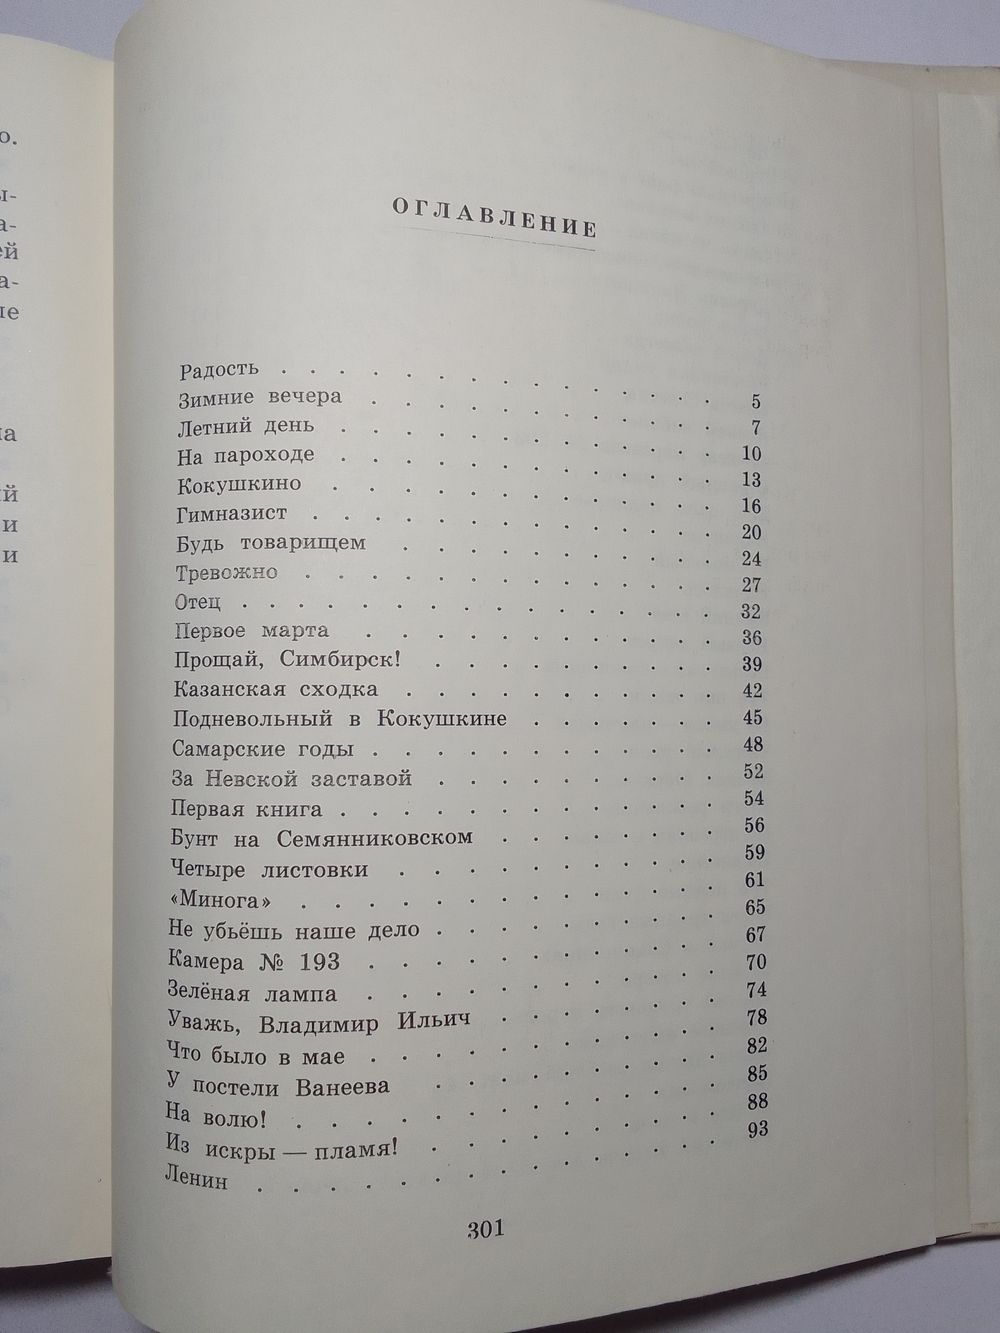 ОГЛАВЛЕНИЕ
Радость . . . . . . . . . . . . . 5
Зимние вечера . . . . . . . . . . 7
Летний день . . . . . . . . . . . 10
На пароходе . . . . . . . . . . . 13
Кокушкино . . . . . . . . . . . . 16
Гимназист . . . . . . . . . . . . 20
Будь товарищем . . . . . . . . . . 24
Тревожно . . . . . . . . . . . . 27
Отец . . . . . . . . . . . . . . 32
Первое марта . . . . . . . . . . 36
Прощай, Симбирск! . . . . . . . . 39
Казанская сходка . . . . . . . . 42
Подневольный в Кокушкине . . . . . . 45
Самарские годы . . . . . . . . . . 48
За Невской заставой . . . . . . . . 52
Первая книга . . . . . . . . . . . 54
Бунт на Семянниковском . . . . . . . 56
Четыре листовки . . . . . . . . . . 59
«Минога» . . . . . . . . . . . . 61
Не убьёшь наше дело . . . . . . . . 65
Камера № 193 . . . . . . . . . . 67
Зелёная лампа . . . . . . . . . . 70
Уважь, Владимир Ильич . . . . . . . 74
Что было в мае . . . . . . . . . . 78
У постели Ванеева . . . . . . . . 82
На волю! . . . . . . . . . . . . 85
Из искры — пламя! . . . . . . . . 88
Ленин . . . . . . . . . . . . . 93
301